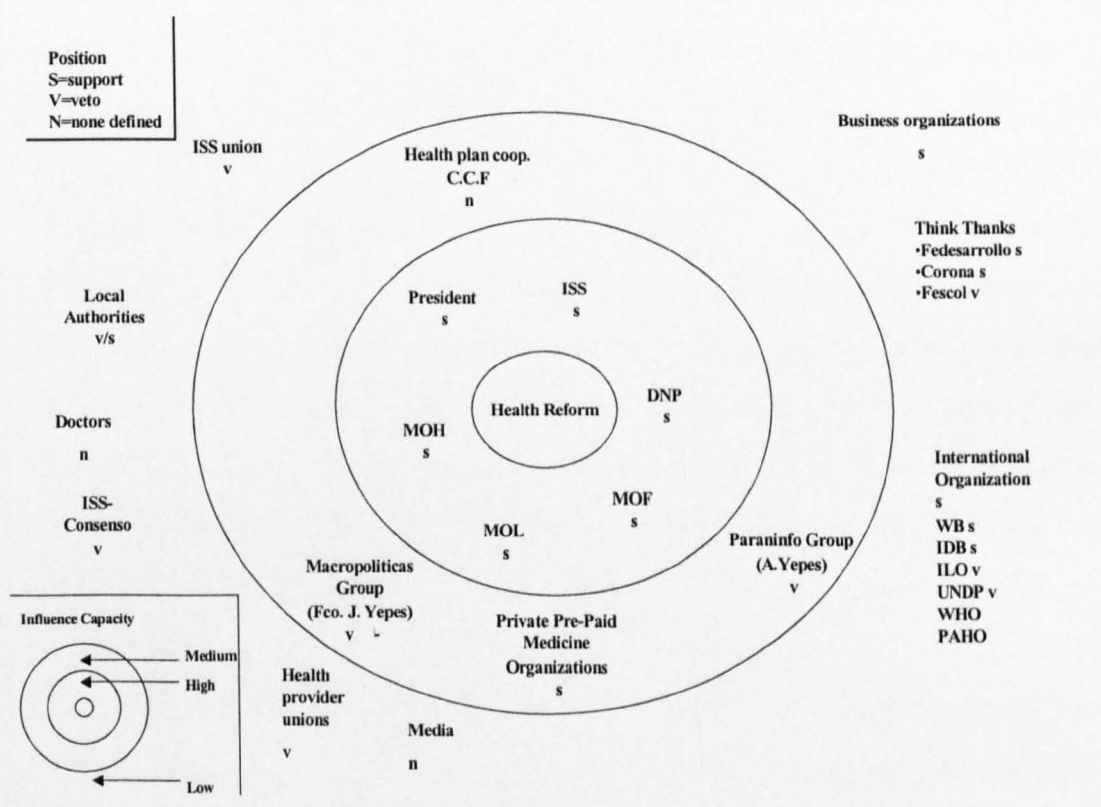 Position
S=support
V=veto
N=none defined
ISS union
v
Health plan coop.
C.C.F
n
Business organizations
s
Think Thanks
•Fedesarrollo s
•Corona s
•Fescol v
President
s
ISS
s
Local
Authorities
v/s
Health Reform
DNP
s
Doctors
n
MOH
s
ISS-
Consenso
v
MOF
s
MOL
s
International
Organization
s
WB s
IDB s
ILO v
UNDP v
WHO
PAHO
Paraninfo Group
(A.Yepes)
v
Macropoliticas
Group
(Fco. J. Yepes)
v
Private Pre-Paid
Medicine
Organizations
s
Health
provider
unions
v
Media
n
Influence Capacity
Medium
High
Low